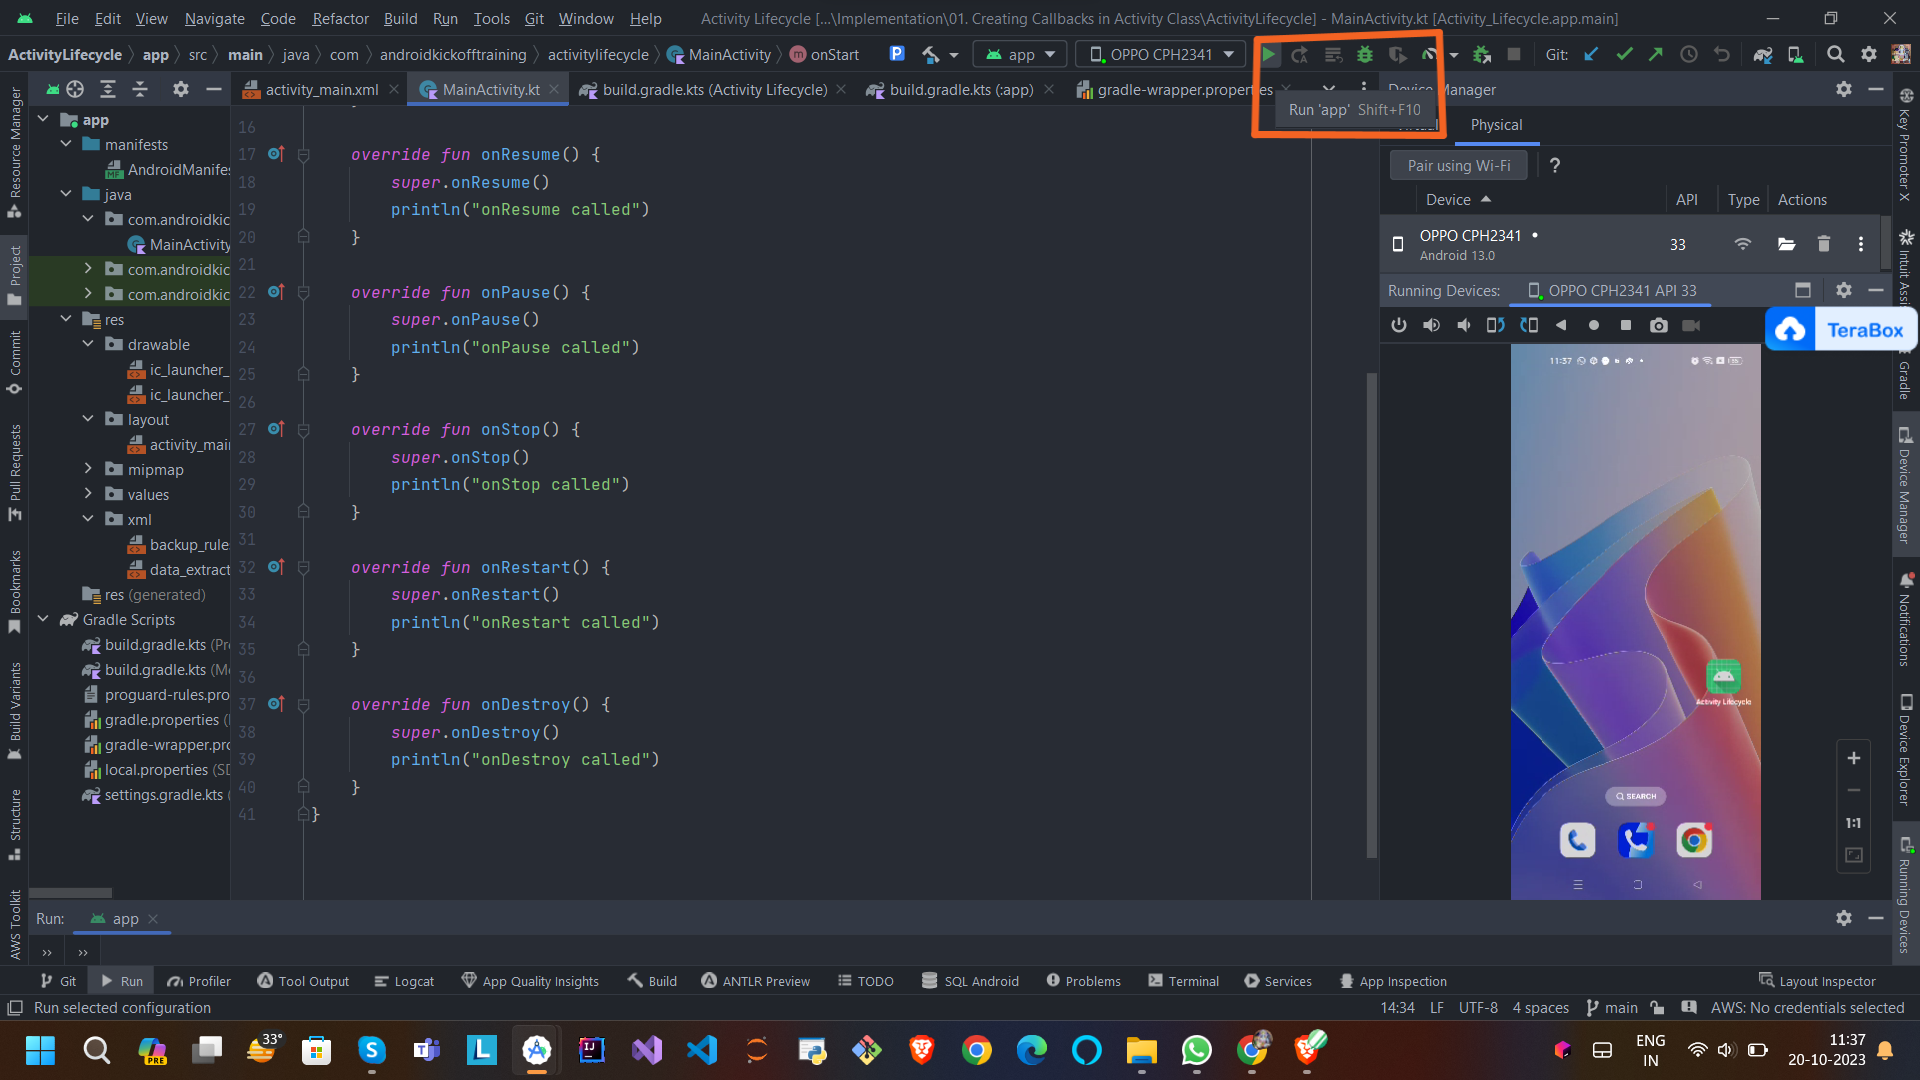 File Edit View Navigate Code Refactor Build Run Tools Git Window Help Activity Lifecycle [...\Implementation\01. Creating Callbacks in Activity Class\ActivityLifecycle] - MainActivity.kt [Activity_Lifecycle.app.main]
ActivityLifecycle app src main java com androidkickofftraining activitylifecycle MainActivity onStart app OPPO CPH2341 Git:
activity_main.xml MainActivity.kt build.gradle.kts (Activity Lifecycle) build.gradle.kts (:app) gradle-wrapper.properties
Run 'app' Shift+F10
Manager
Physical
Pair using Wi-Fi ?
Device API Type Actions
OPPO CPH2341 33
Android 13.0
Running Devices: OPPO CPH2341 API 33
TeraBox
11:37
Activity Lifecycle
SEARCH
1:1
Resource Manager
Project
Commit
Pull Requests
Bookmarks
Build Variants
Structure
AWS Toolkit
app
manifests
AndroidManifes
java
com.androidkic
MainActivity
com.androidkic
com.androidkic
res
drawable
ic_launcher_
ic_launcher_
layout
activity_mai
mipmap
values
xml
backup_rule
data_extract
res (generated)
Gradle Scripts
build.gradle.kts (Pr
build.gradle.kts (M
proguard-rules.pro
gradle.properties (
gradle-wrapper.pr
local.properties (SD
settings.gradle.kts (
16
17 override fun onResume() {
18 super.onResume()
19 println("onResume called")
20 }
21
22 override fun onPause() {
23 super.onPause()
24 println("onPause called")
25 }
26
27 override fun onStop() {
28 super.onStop()
29 println("onStop called")
30 }
31
32 override fun onRestart() {
33 super.onRestart()
34 println("onRestart called")
35 }
36
37 override fun onDestroy() {
38 super.onDestroy()
39 println("onDestroy called")
40 }
41 }
Key Promoter X
Intuit Assi
Gradle
Device Manager
Notifications
Device Explorer
Running Devices
Run: app
Git Run Profiler Tool Output Logcat App Quality Insights Build ANTLR Preview TODO SQL Android Problems Terminal Services App Inspection Layout Inspector
Run selected configuration 14:34 LF UTF-8 4 spaces main AWS: No credentials selected
PRE 33°
ENG
IN
11:37
20-10-2023